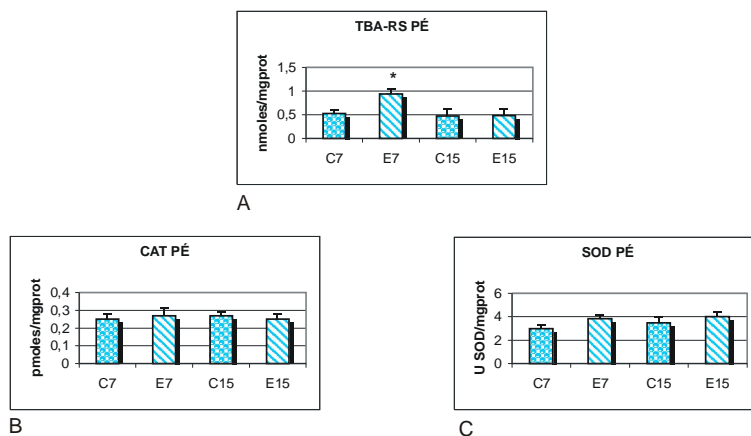 TBA-RS PÉ
nmoles/mgprot
1,5
1
0,5
0
*
C7 E7 C15 E15
A
CAT PÉ
pmoles/mgprot
0,4
0,3
0,2
0,1
0
C7 E7 C15 E15
B
SOD PÉ
U SOD/mgprot
6
4
2
0
C7 E7 C15 E15
C